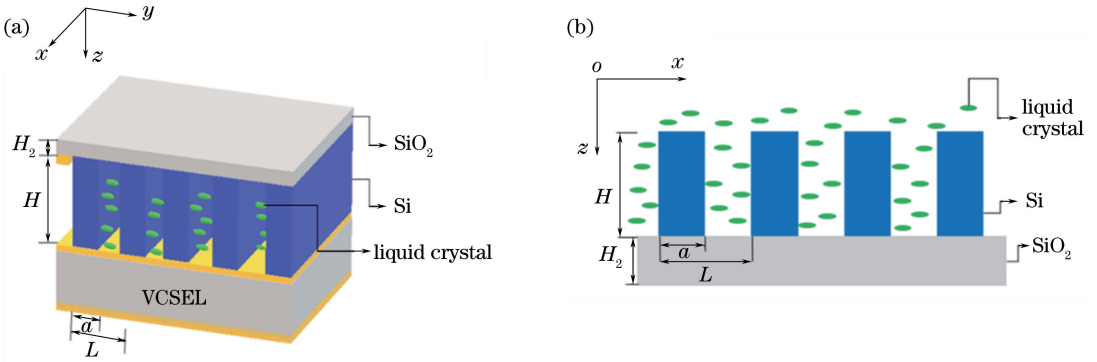 (a)
y
x
z
H2
SiO2
H
Si
liquid crystal
VCSEL
a
L
(b)
o
x
z
liquid
crystal
H
Si
H2
SiO2
a
L